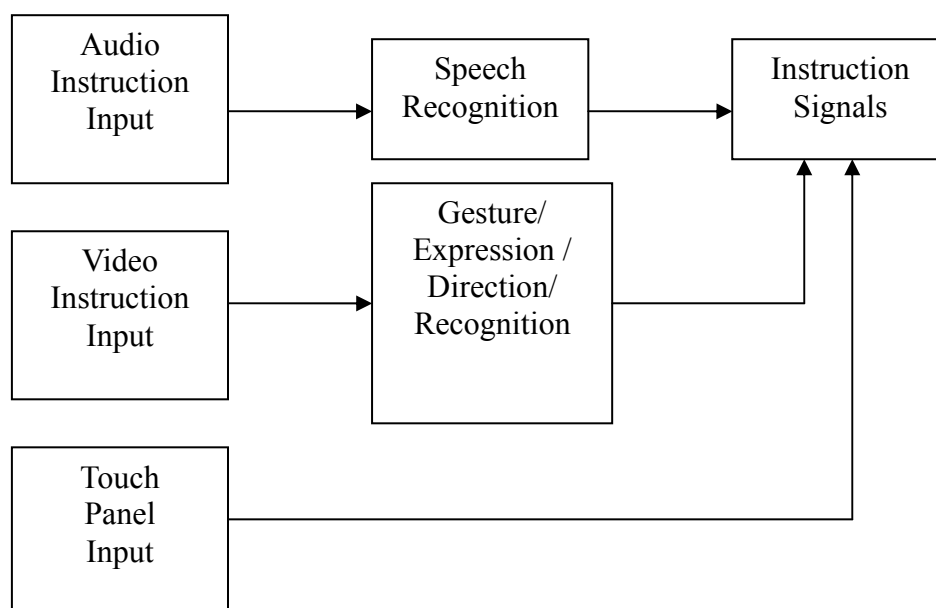 Audio
Instruction
Input
Speech
Recognition
Instruction
Signals
Video
Instruction
Input
Gesture/
Expression /
Direction/
Recognition
Touch
Panel
Input